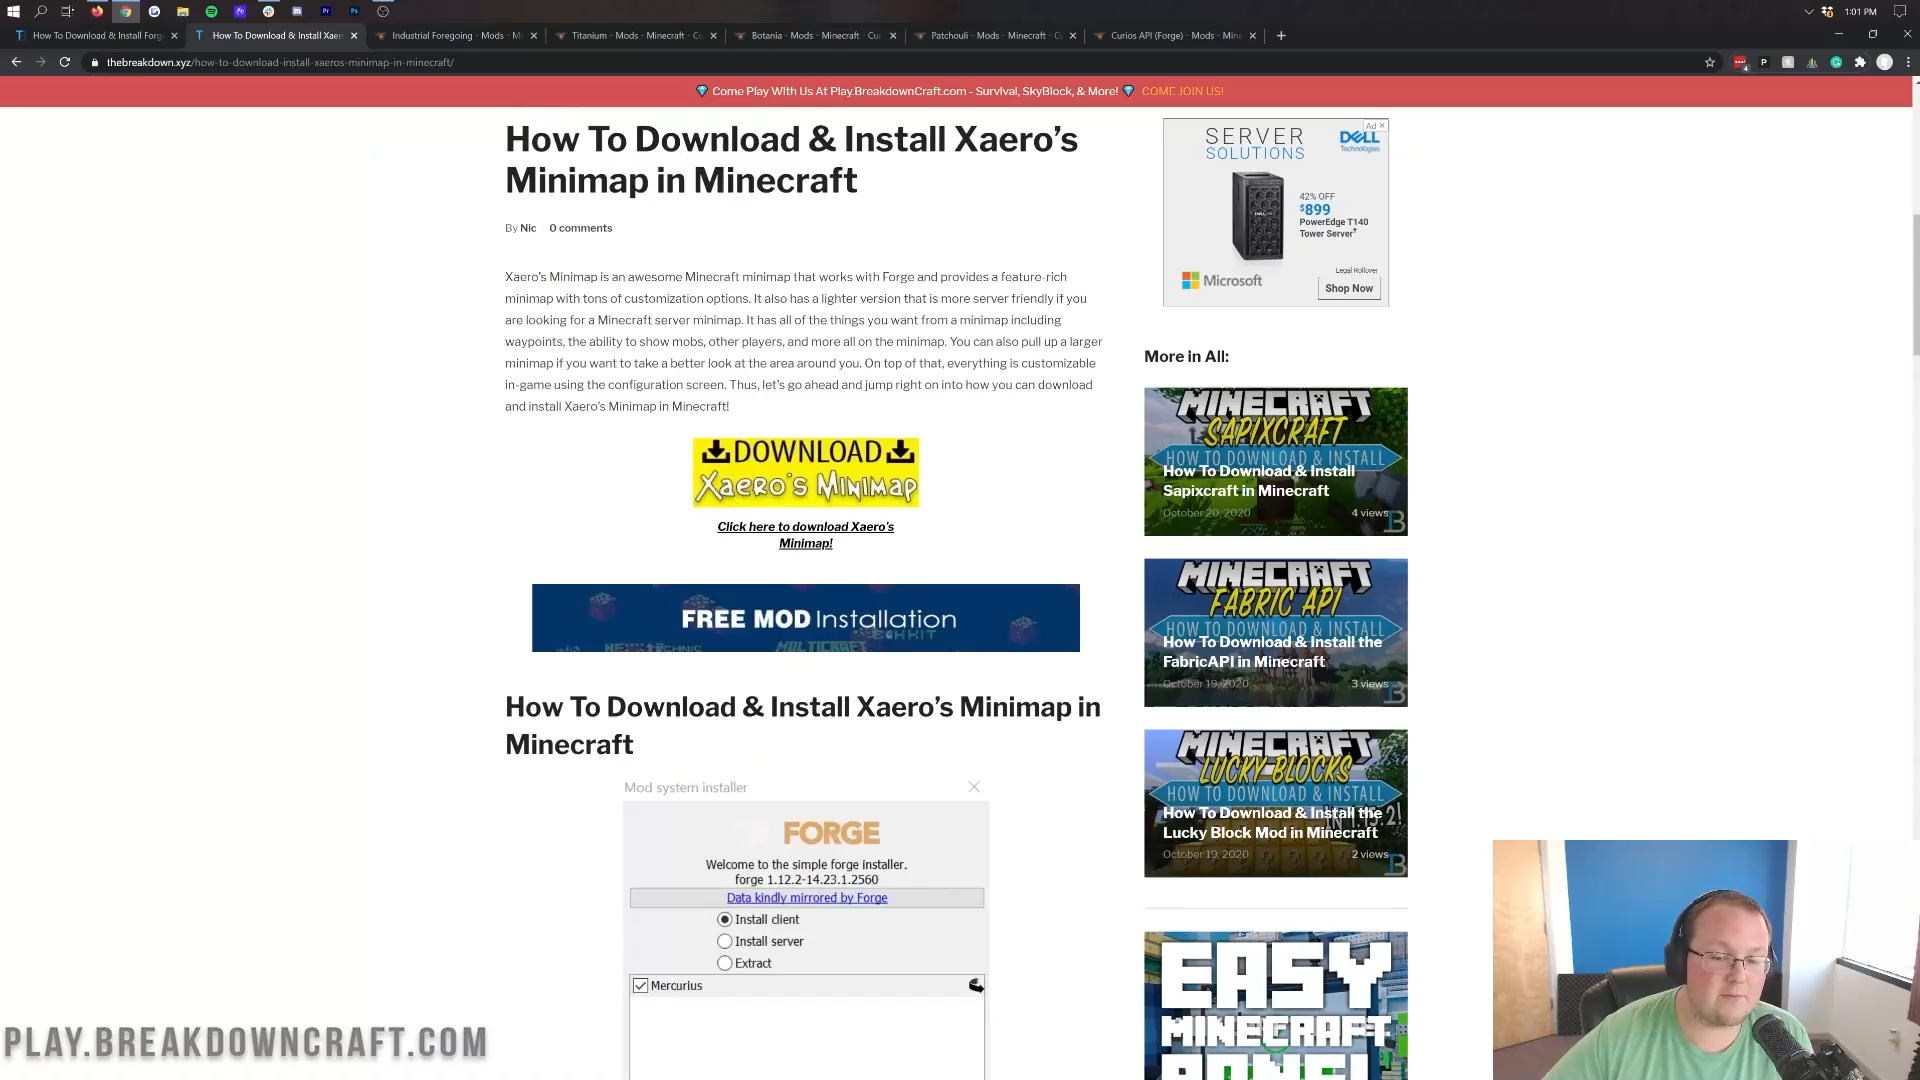 1:01 PM
How To Download & Install Forg
How To Download & Install Xaer
Industrial Foregoing - Mods - Mi
Titanium - Mods - Minecraft - Cu
Botania - Mods - Minecraft - Cur
Patchouli - Mods - Minecraft - Cu
Curios API (Forge) - Mods - Mine
thebreakdown.xyz/how-to-download-install-xaeros-minimap-in-minecraft/
Come Play With Us At Play.BreakdownCraft.com - Survival, SkyBlock, & More! COME JOIN US!
How To Download & Install Xaero's
Minimap in Minecraft
By Nic 0 comments
Xaero's Minimap is an awesome Minecraft minimap that works with Forge and provides a feature-rich
minimap with tons of customization options. It also has a lighter version that is more server friendly if you
are looking for a Minecraft server minimap. It has all of the things you want from a minimap including
waypoints, the ability to show mobs, other players, and more all on the minimap. You can also pull up a larger
minimap if you want to take a better look at the area around you. On top of that, everything is customizable
in-game using the configuration screen. Thus, let's go ahead and jump right on into how you can download
and install Xaero's Minimap in Minecraft!
DOWNLOAD
Xaero's Minimap
Click here to download Xaero's
Minimap!
FREE MOD Installation
MULTICRAFT
How To Download & Install Xaero's Minimap in
Minecraft
Mod system installer
FORGE
Welcome to the simple forge installer.
forge 1.12.2-14.23.1.2560
Data kindly mirrored by Forge
Install client
Install server
Extract
Mercurius
Ad
SERVER
SOLUTIONS
DELL
Technologies
42% OFF
$899
PowerEdge T140
Tower Server†
Legal Rollover
Microsoft
Shop Now
More in All:
MINECRAFT
SAPIXCRAFT
HOW TO DOWNLOAD & INSTALL
How To Download & Install
Sapixcraft in Minecraft
October 20, 2020 4 views
MINECRAFT
FABRIC API
HOW TO DOWNLOAD & INSTALL
How To Download & Install the
FabricAPI in Minecraft
October 19, 2020 3 views
MINECRAFT
LUCKY BLOCKS
HOW TO DOWNLOAD & INSTALL
How To Download & Install the
Lucky Block Mod in Minecraft
October 19, 2020 2 views
EASY
MINECRAFT
PANEL
PLAY.BREAKDOWNCRAFT.COM